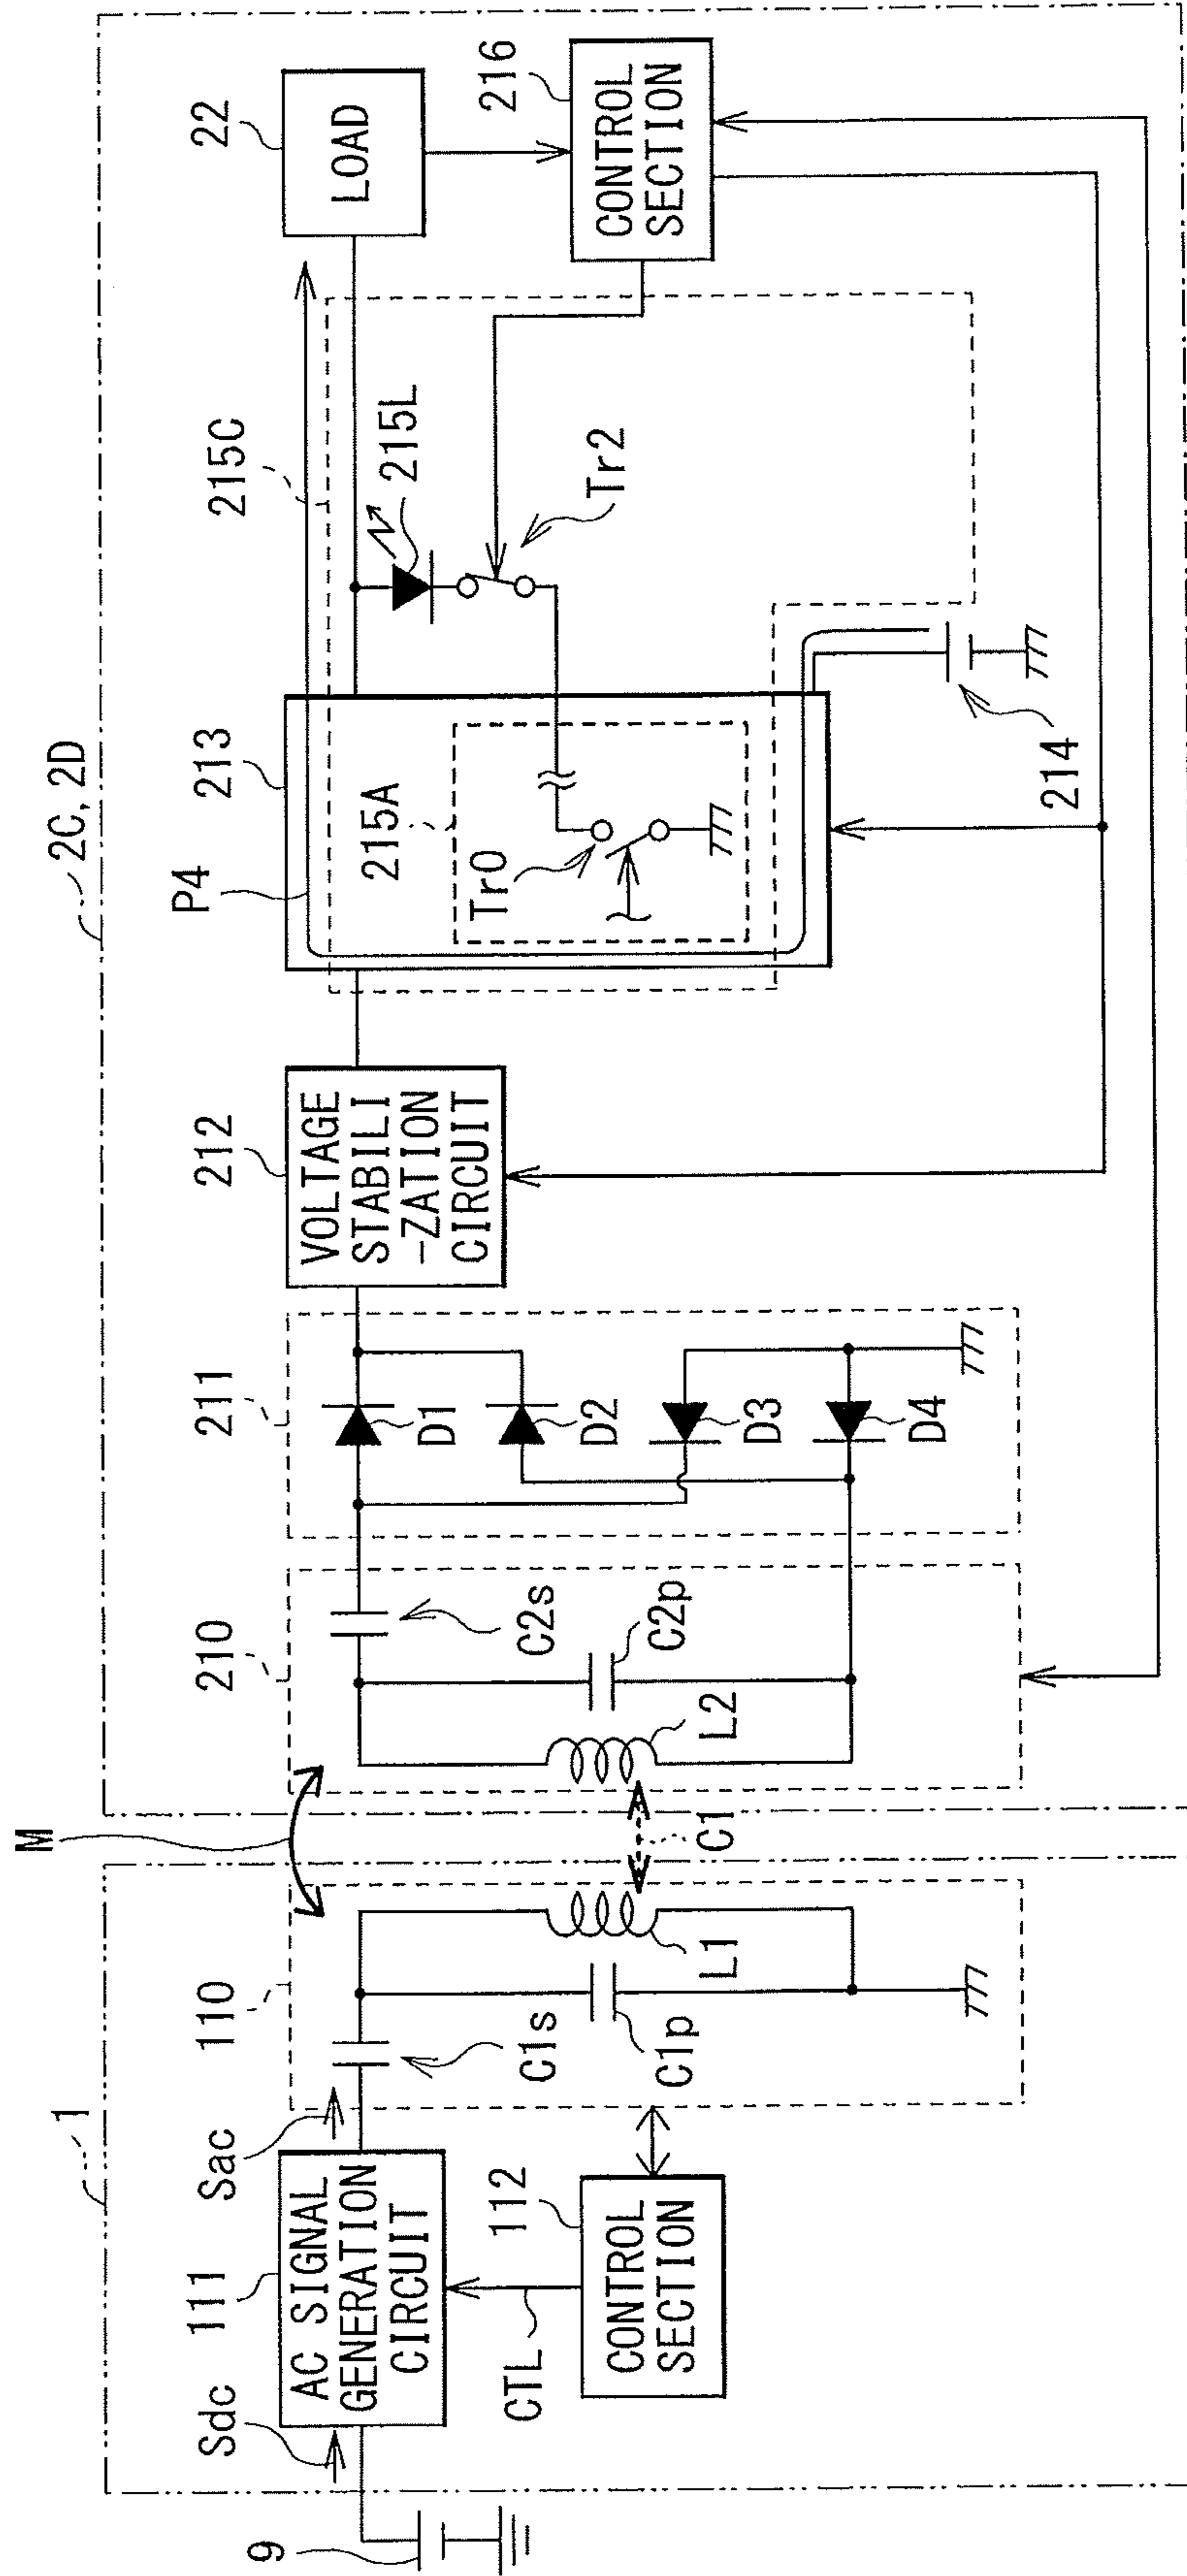 2C, 2D
1
M
9
Sdc
111
AC SIGNAL
GENERATION
CIRCUIT
Sac
CTL
112
CONTROL
SECTION
110
C1s
C1p
L1
C1
210
L2
C2s
C2p
211
D1
D2
D3
D4
212
VOLTAGE
STABILI
-ZATION
CIRCUIT
P4
213
215A
Tr0
214
215C
215L
Tr2
22
LOAD
216
CONTROL
SECTION